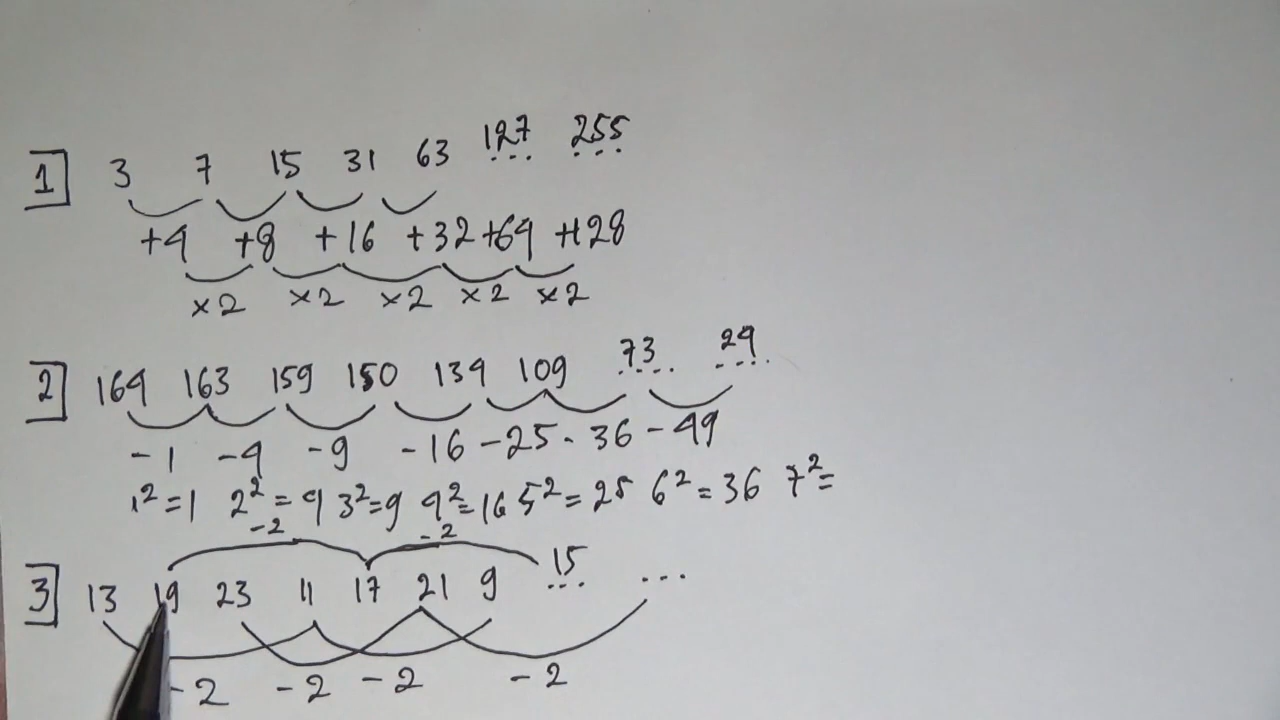 1 3 7 15 31 63 127 255
+4 +8 +16 +32 +64 +128
×2 ×2 ×2 ×2 ×2
2 164 163 159 150 134 109 73 24
-1 -4 -9 -16 -25 - 36 -49
1²=1 2²=4 3²=9 4²=16 5²=25 6²=36 7²=
-2 -2
3 13 19 23 11 17 21 9 15 ...
-2 -2 -2 -2